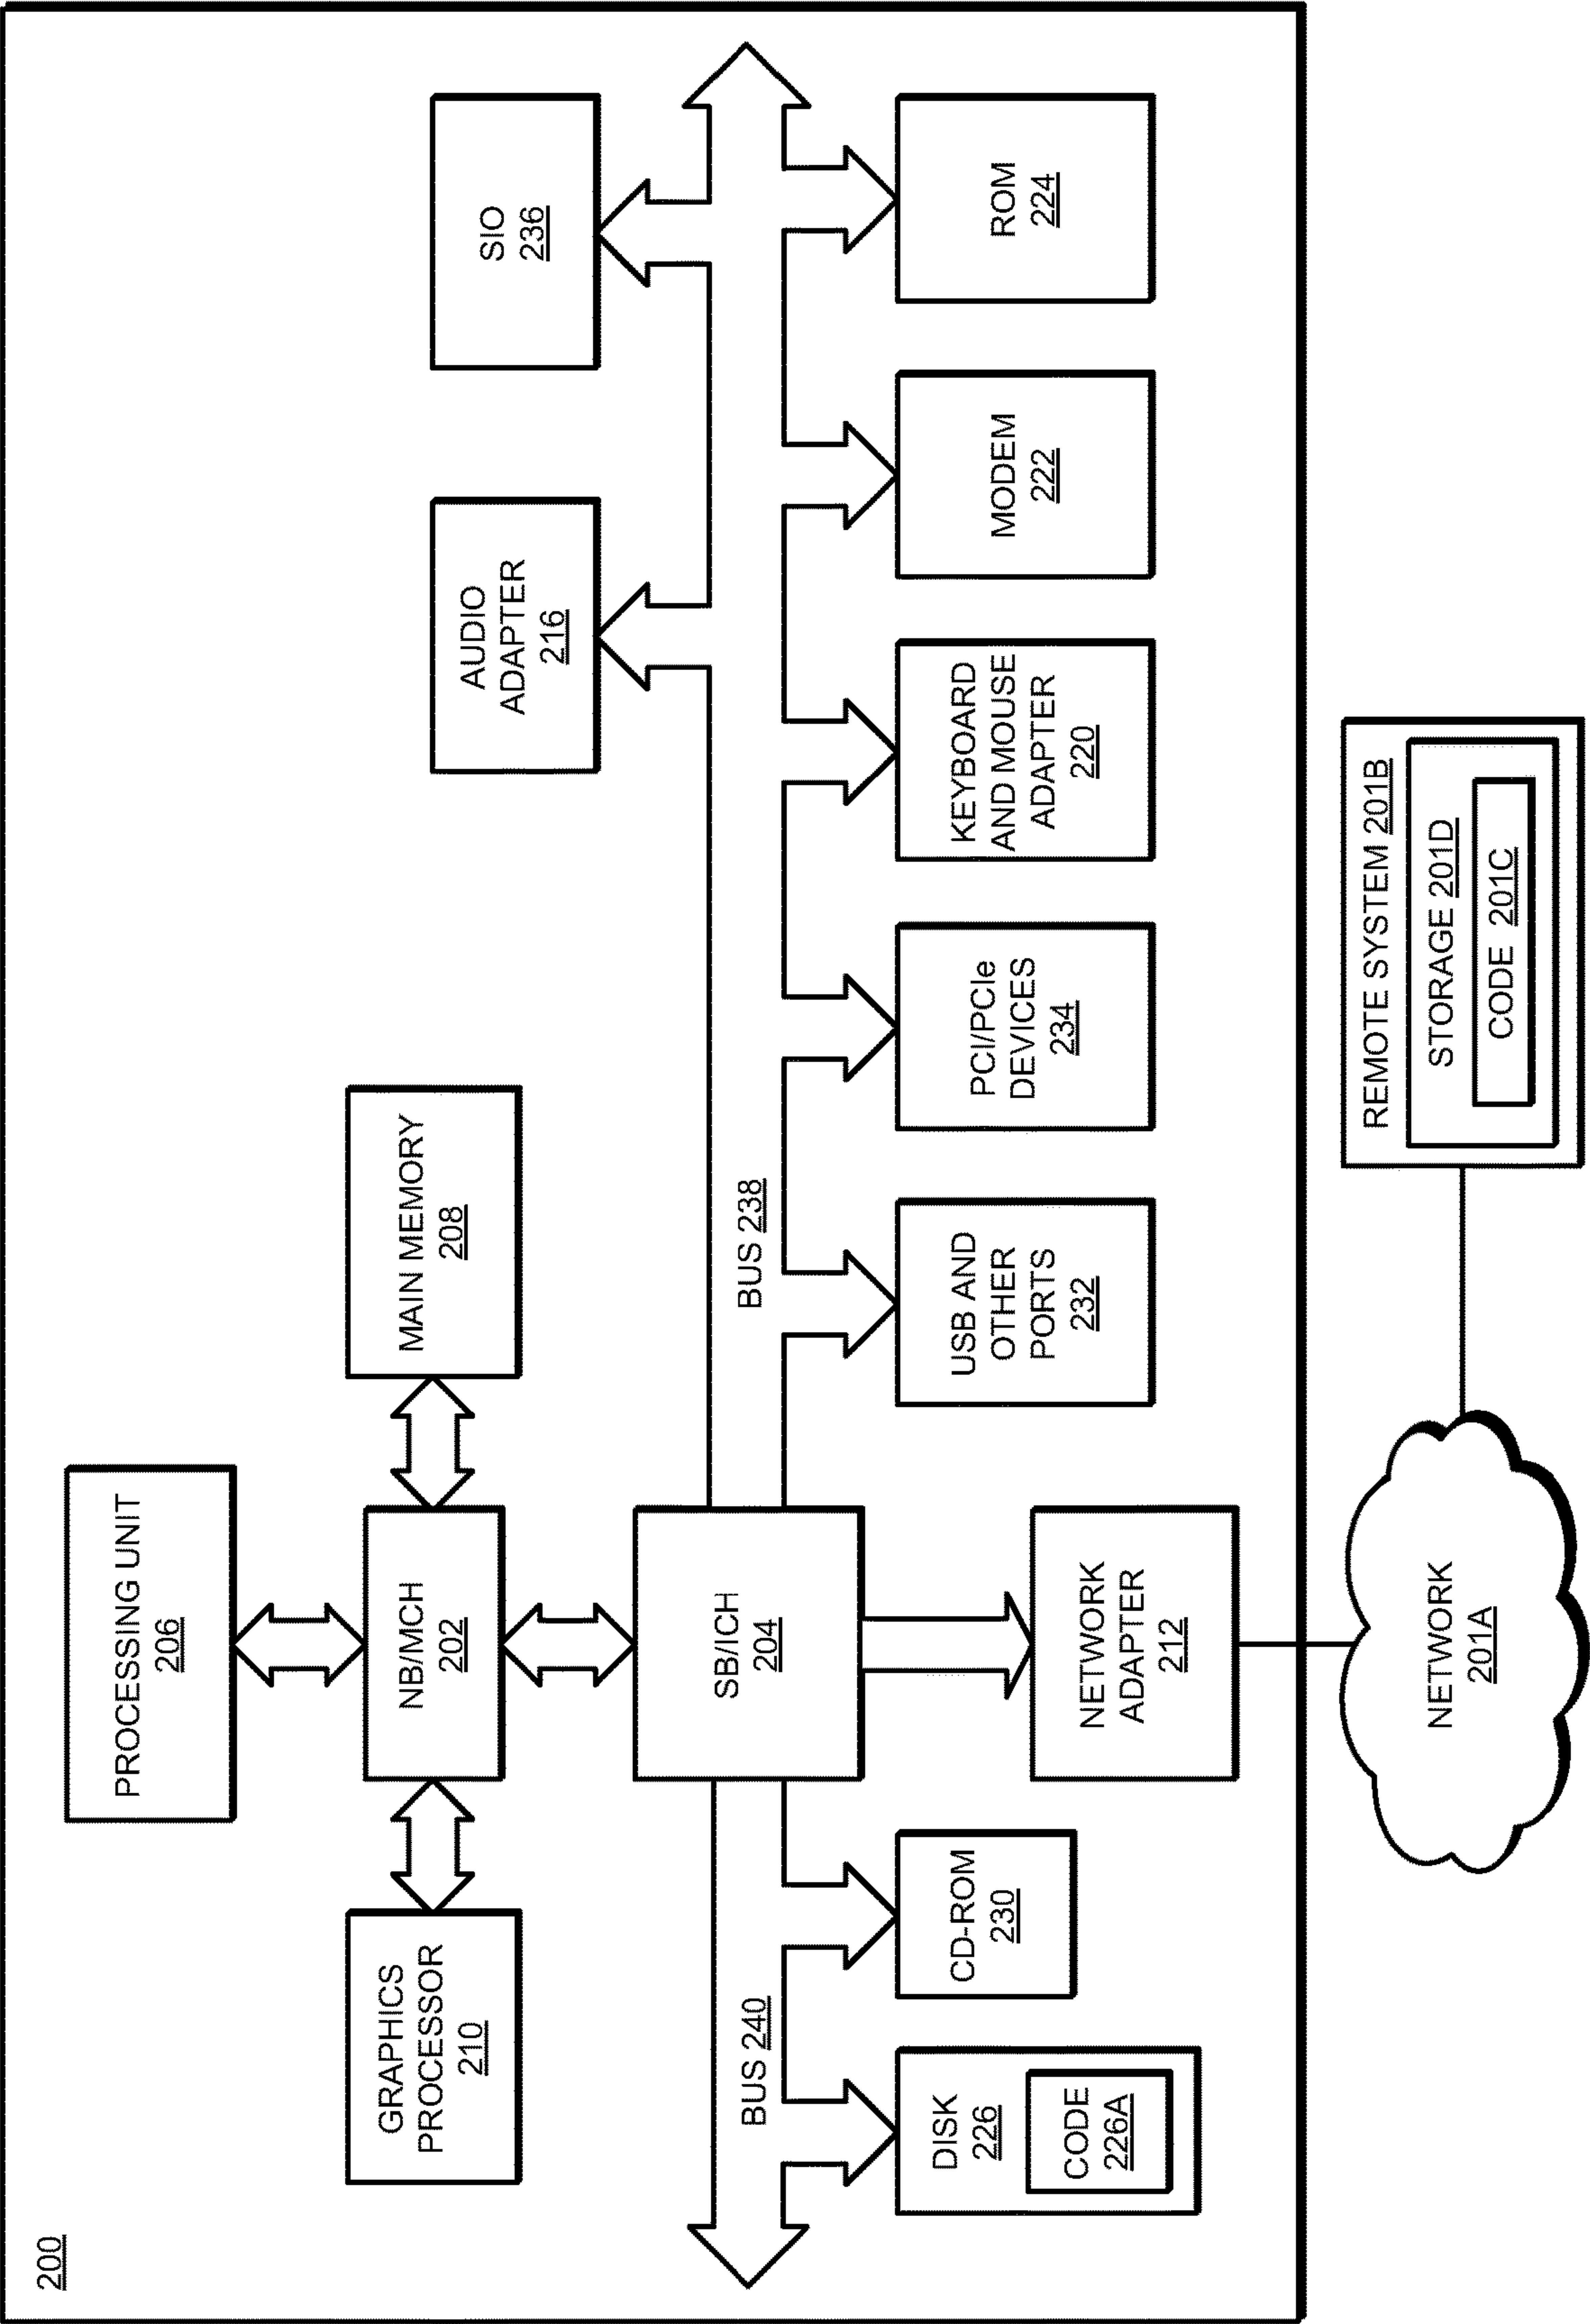 200
PROCESSING UNIT
206
GRAPHICS
PROCESSOR
210
NB/MCH
202
MAIN MEMORY
208
AUDIO
ADAPTER
216
SIO
236
SB/ICH
204
BUS 240
BUS 238
DISK
226
CODE
226A
CD-ROM
230
USB AND
OTHER
PORTS
232
PCI/PCIe
DEVICES
234
KEYBOARD
AND MOUSE
ADAPTER
220
MODEM
222
ROM
224
NETWORK
ADAPTER
212
NETWORK
201A
REMOTE SYSTEM 201B
STORAGE 201D
CODE 201C